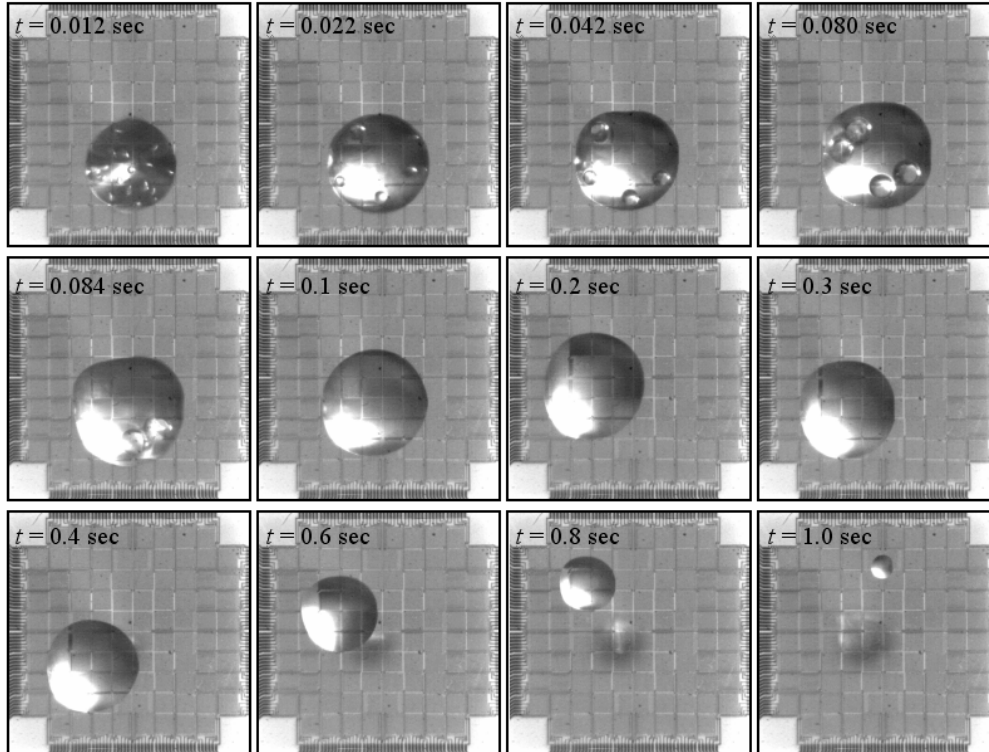 t = 0.012 sec
t = 0.022 sec
t = 0.042 sec
t = 0.080 sec
t = 0.084 sec
t = 0.1 sec
t = 0.2 sec
t = 0.3 sec
t = 0.4 sec
t = 0.6 sec
t = 0.8 sec
t = 1.0 sec